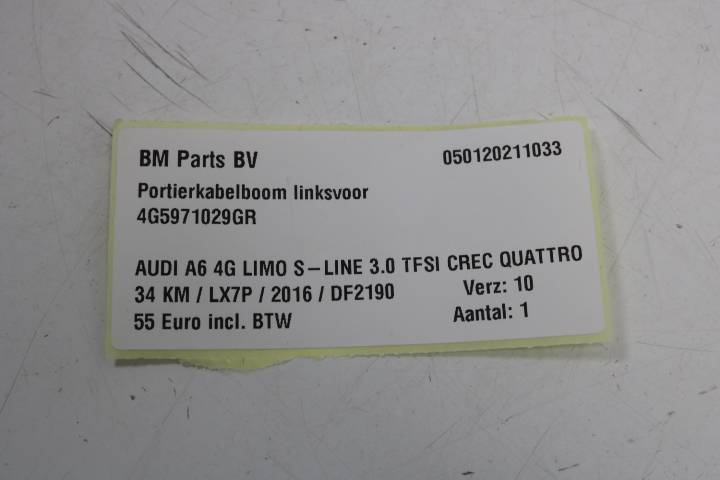 BM Parts BV 050120211033
Portierkabelboom linksvoor
4G5971029GR
AUDI A6 4G LIMO S-LINE 3.0 TFSI CREC QUATTRO
34 KM / LX7P / 2016 / DF2190 Verz: 10
55 Euro incl. BTW Aantal: 1